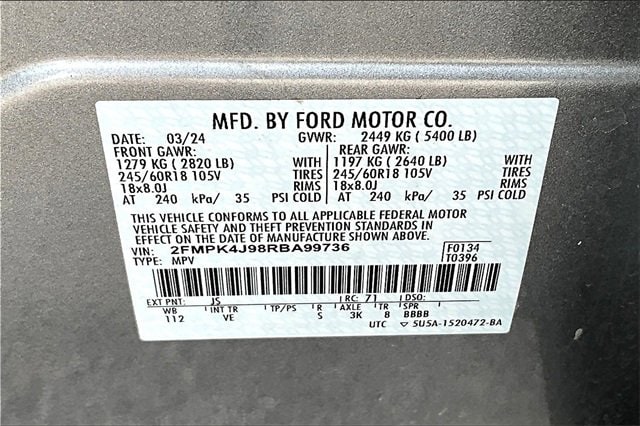 MFD. BY FORD MOTOR CO.
DATE: 03/24 GVWR: 2449 KG ( 5400 LB)
FRONT GAWR: REAR GAWR:
1279 KG ( 2820 LB) WITH 1197 KG ( 2640 LB) WITH
245/60R18 105V TIRES 245/60R18 105V TIRES
18x8.0J RIMS 18x8.0J RIMS
AT 240 kPa/ 35 PSI COLD AT 240 kPa/ 35 PSI COLD
THIS VEHICLE CONFORMS TO ALL APPLICABLE FEDERAL MOTOR
VEHICLE SAFETY AND THEFT PREVENTION STANDARDS IN
EFFECT ON THE DATE OF MANUFACTURE SHOWN ABOVE.
VIN: 2FMPK4J98RBA99736 F0134
TYPE: MPV T0396
EXT PNT: JS RC: 71 DSO:
WB INT TR TP/PS R AXLE TR SPR
112 VE S 3K 8 BBBB
UTC ▽ 5U5A-1520472-BA